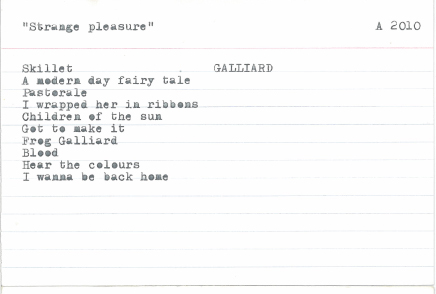 "Strange pleasure" A 2010
Skillet GALLIARD
A modern day fairy tale
Pastorale
I wrapped her in ribbons
Children of the sun
Got to make it
Frog Galliard
Blood
Hear the colours
I wanna be back home